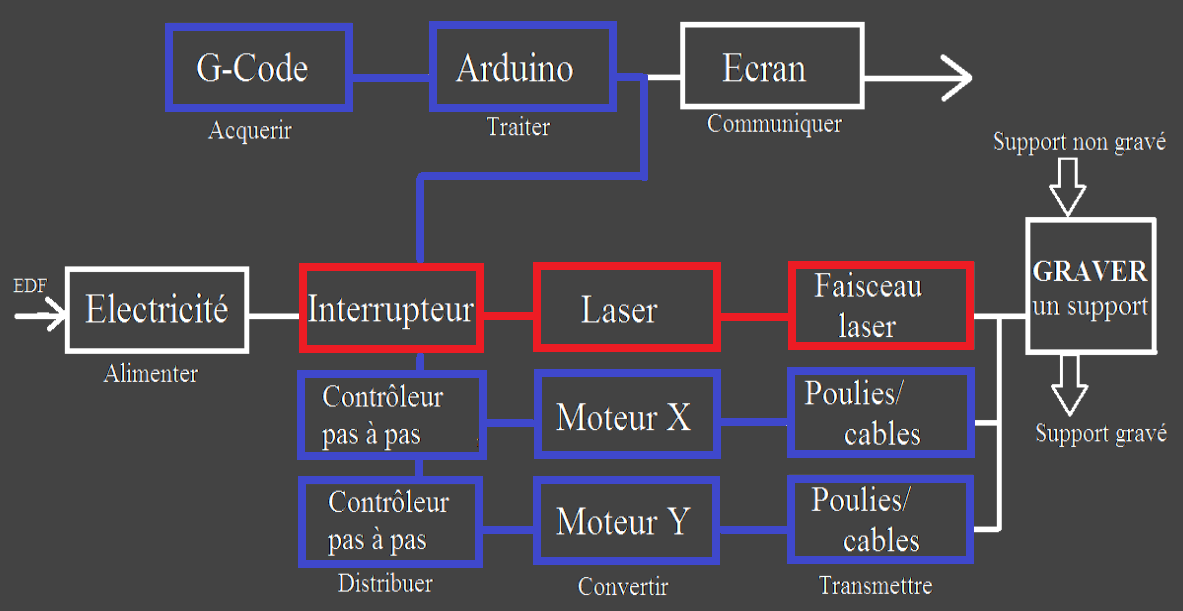 G-Code
Arduino
Ecran
Acquerir
Traiter
Communiquer
Support non gravé
EDF
Electricité
Interrupteur
Laser
Faisceau
laser
GRAVER
un support
Alimenter
Contrôleur
pas à pas
Moteur X
Poulies/
cables
Support gravé
Contrôleur
pas à pas
Moteur Y
Poulies/
cables
Distribuer
Convertir
Transmettre